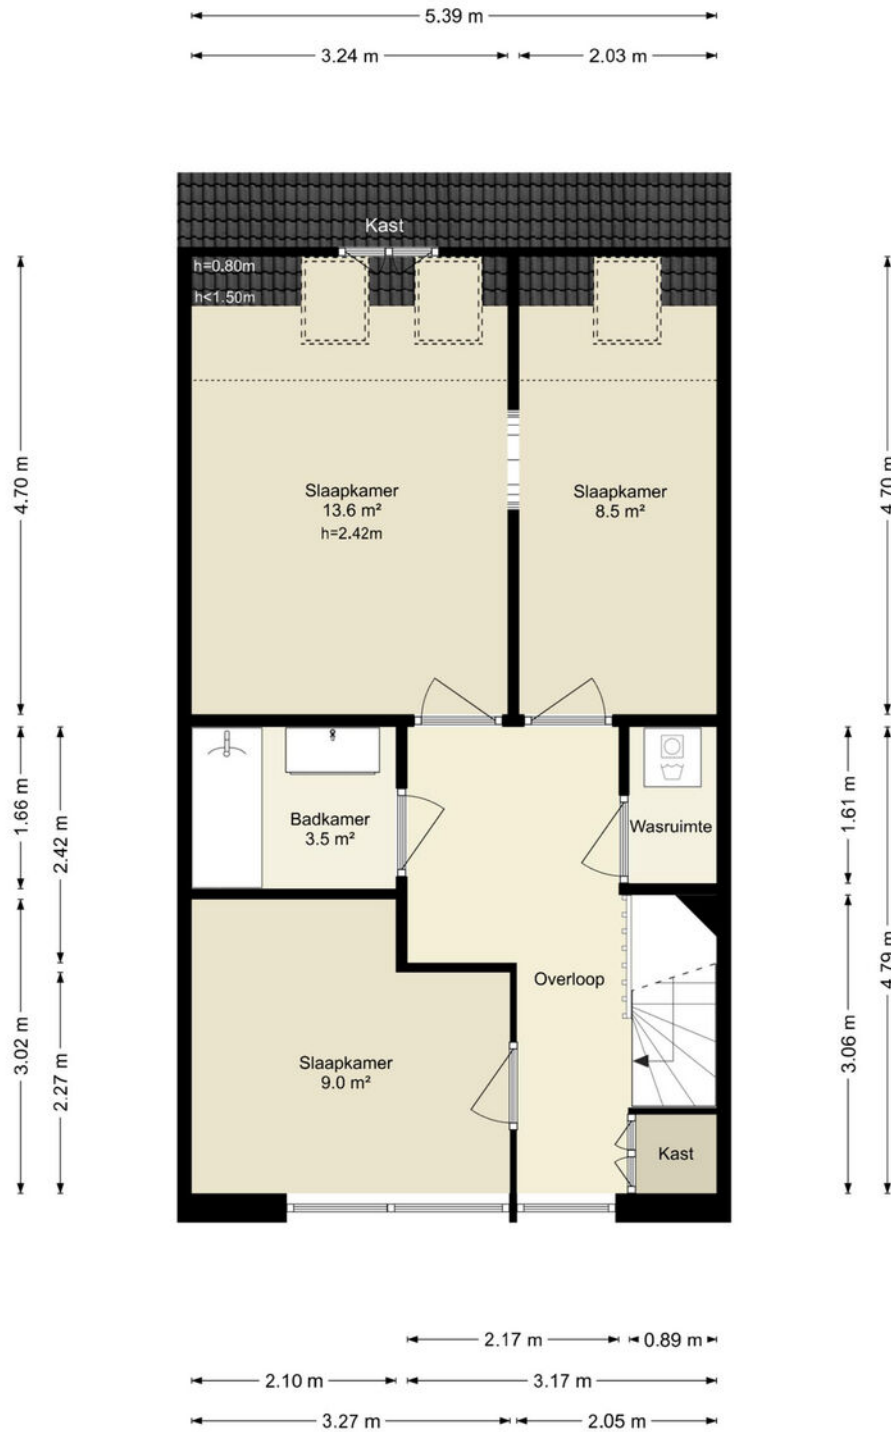 5.39 m
3.24 m
2.03 m
Kast
h=0.80m
h<1.50m
4.70 m
4.70 m
Slaapkamer
13.6 m²
h=2.42m
Slaapkamer
8.5 m²
1.66 m
2.42 m
Badkamer
3.5 m²
Wasruimte
1.61 m
4.79 m
Overloop
3.02 m
2.27 m
Slaapkamer
9.0 m²
3.06 m
Kast
2.17 m
0.89 m
2.10 m
3.17 m
3.27 m
2.05 m